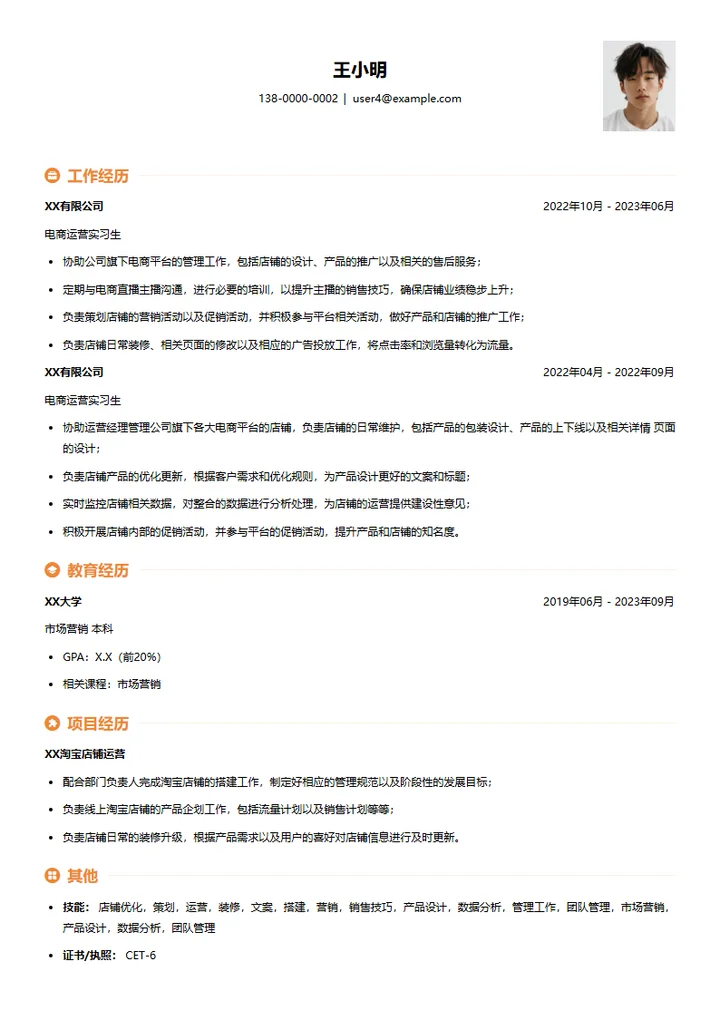 王小明
138-0000-0002 | user4@example.com
工作经历
XX有限公司 2022年10月 - 2023年06月
电商运营实习生
• 协助公司旗下电商平台的管理工作，包括店铺的设计、产品的推广以及相关的售后服务；
• 定期与电商直播主播沟通，进行必要的培训，以提升主播的销售技巧，确保店铺业绩稳步上升；
• 负责策划店铺的营销活动以及促销活动，并积极参与平台相关活动，做好产品和店铺的推广工作；
• 负责店铺日常装修、相关页面的修改以及相应的广告投放工作，将点击率和浏览量转化为流量。
XX有限公司 2022年04月 - 2022年09月
电商运营实习生
• 协助运营经理管理公司旗下各大电商平台的店铺，负责店铺的日常维护，包括产品的包装设计、产品的上下线以及相关详情 页面
的设计；
• 负责店铺产品的优化更新，根据客户需求和优化规则，为产品设计更好的文案和标题；
• 实时监控店铺相关数据，对整合的数据进行分析处理，为店铺的运营提供建设性意见；
• 积极开展店铺内部的促销活动，并参与平台的促销活动，提升产品和店铺的知名度。
教育经历
XX大学 2019年06月 - 2023年09月
市场营销 本科
• GPA：X.X（前20%）
• 相关课程：市场营销
项目经历
XX淘宝店铺运营
• 配合部门负责人完成淘宝店铺的搭建工作，制定好相应的管理规范以及阶段性的发展目标；
• 负责线上淘宝店铺的产品企划工作，包括流量计划以及销售计划等等；
• 负责店铺日常的装修升级，根据产品需求以及用户的喜好对店铺信息进行及时更新。
其他
• 技能： 店铺优化，策划，运营，装修，文案，搭建，营销，销售技巧，产品设计，数据分析，管理工作，团队管理，市场营销，
产品设计，数据分析，团队管理
• 证书/执照： CET-6